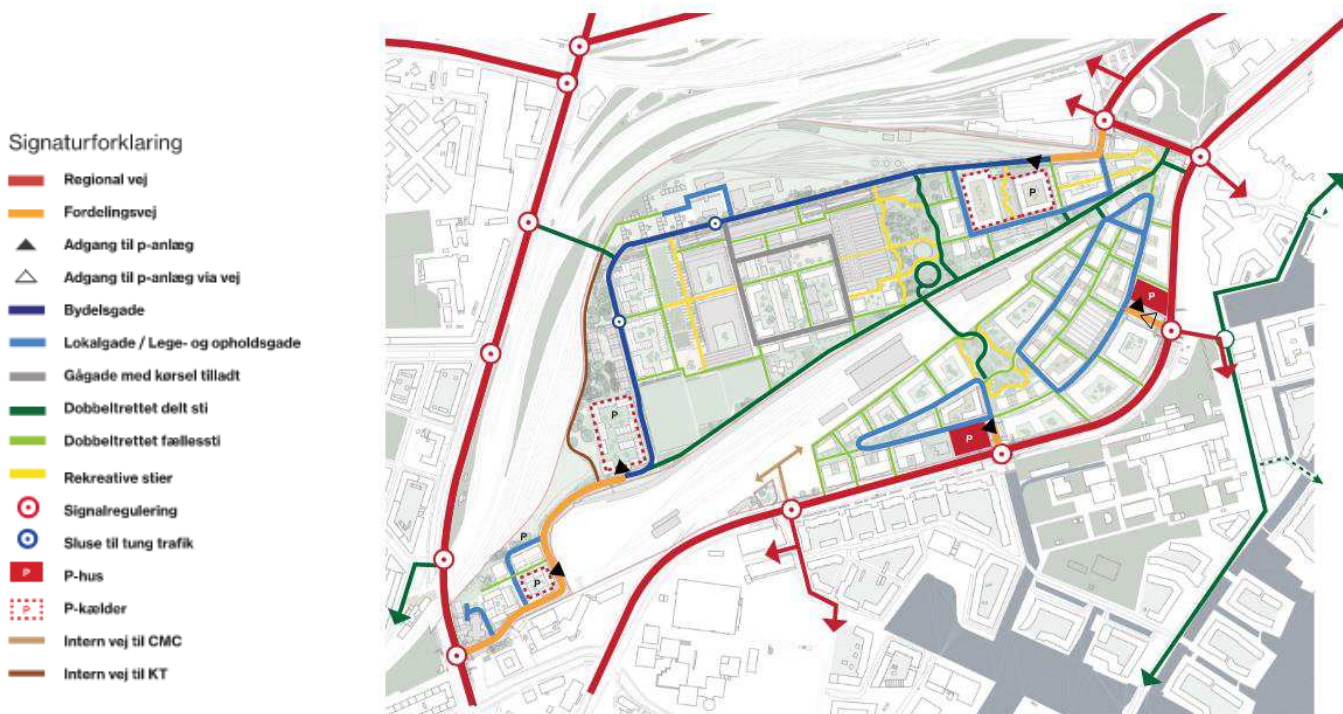 Signaturforklaring
Regional vej
Fordelingsvej
Adgang til p-anlæg
Adgang til p-anlæg via vej
Bydelsgade
Lokalgade / Lege- og opholdsgade
Gågade med kørsel tilladt
Dobbeltrettet delt sti
Dobbeltrettet fællessti
Rekreative stier
Signalregulering
Sluse til tung trafik
P P-hus
P P-kælder
Intern vej til CMC
Intern vej til KT
P
P
P
P
P
P